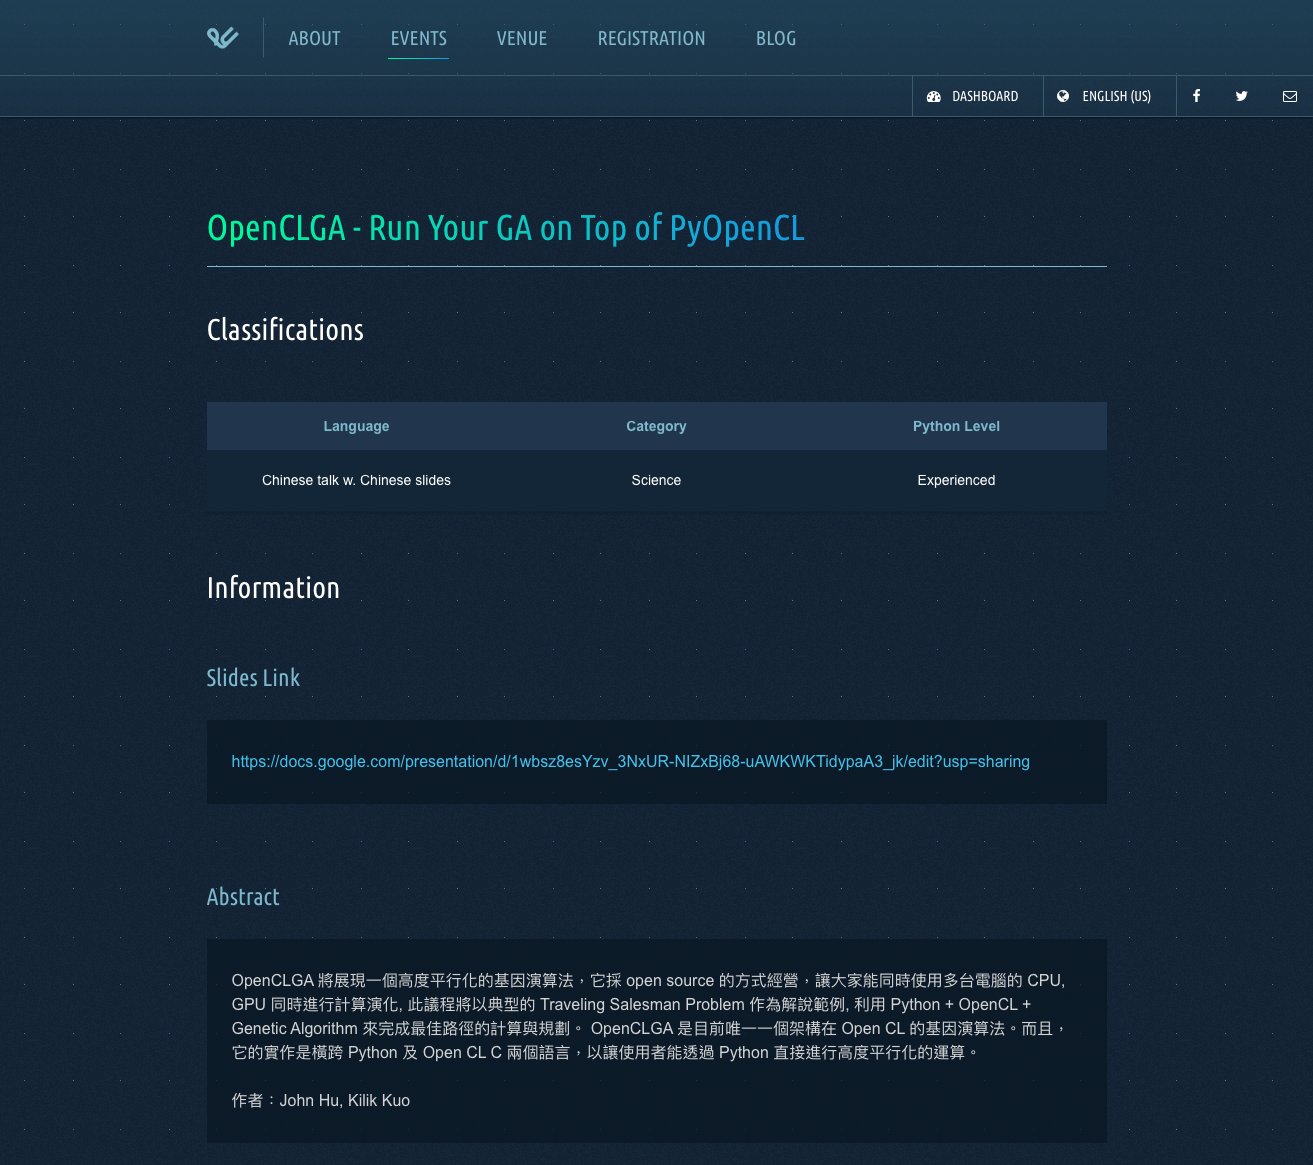 ABOUT EVENTS VENUE REGISTRATION BLOG
DASHBOARD ENGLISH (US)
OpenCLGA - Run Your GA on Top of PyOpenCL
Classifications
Language Category Python Level
Chinese talk w. Chinese slides Science Experienced
Information
Slides Link
https://docs.google.com/presentation/d/1wbsz8esYzv_3NxUR-NIZxBj68-uAWKWKTidypaA3_jk/edit?usp=sharing
Abstract
OpenCLGA 將展現一個高度平行化的基因演算法，它採 open source 的方式經營，讓大家能同時使用多台電腦的 CPU,
GPU 同時進行計算演化, 此議程將以典型的 Traveling Salesman Problem 作為解說範例, 利用 Python + OpenCL +
Genetic Algorithm 來完成最佳路徑的計算與規劃。 OpenCLGA 是目前唯一一個架構在 Open CL 的基因演算法。而且，
它的實作是橫跨 Python 及 Open CL C 兩個語言，以讓使用者能透過 Python 直接進行高度平行化的運算。
作者：John Hu, Kilik Kuo